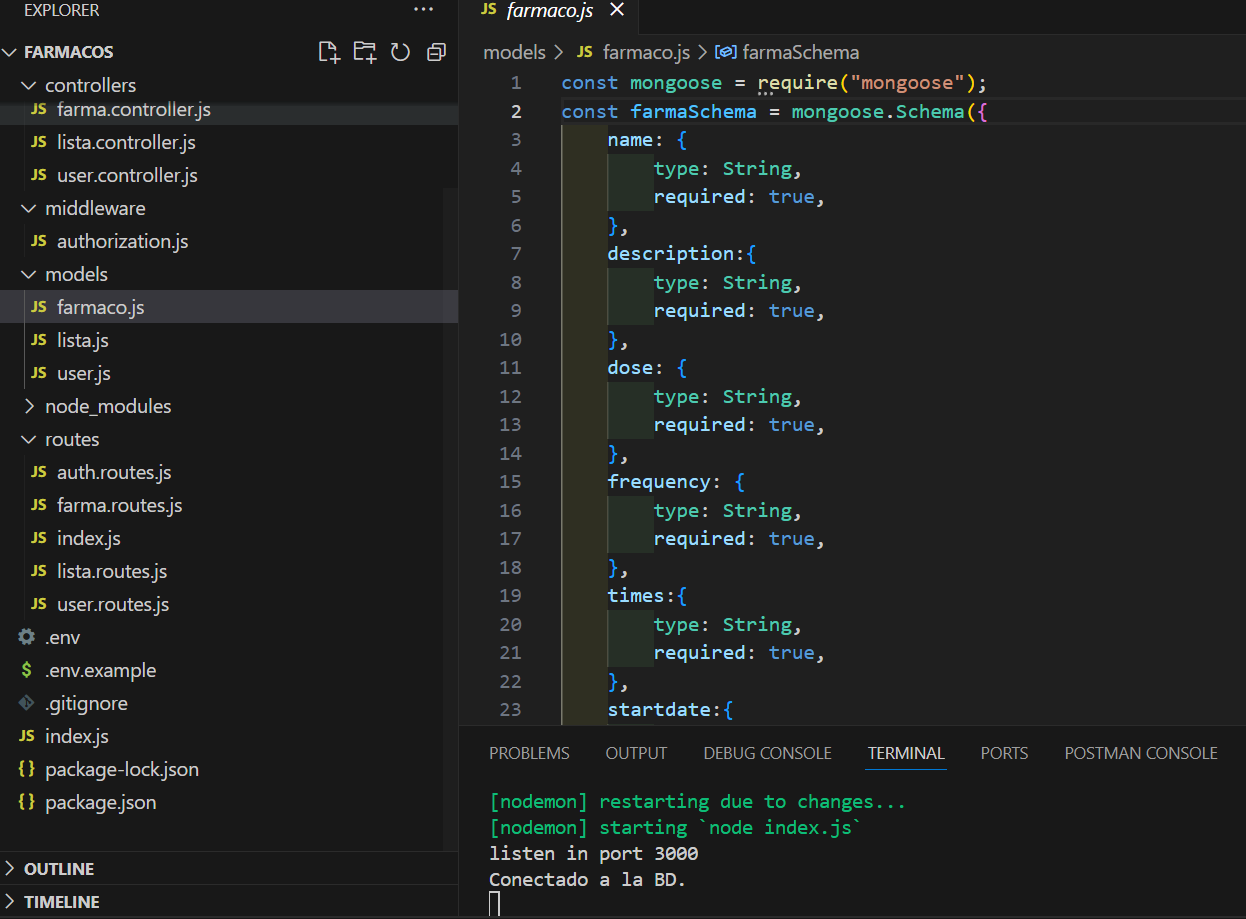 EXPLORER
FARMACOS
controllers
JS farma.controller.js
JS lista.controller.js
JS user.controller.js
middleware
JS authorization.js
models
JS farmaco.js
JS lista.js
JS user.js
node_modules
routes
JS auth.routes.js
JS farma.routes.js
JS index.js
JS lista.routes.js
JS user.routes.js
.env
$ .env.example
.gitignore
JS index.js
{} package-lock.json
{} package.json
OUTLINE
TIMELINE
JS farmaco.js
models > JS farmaco.js > farmaSchema
1 const mongoose = require("mongoose");
2 const farmaSchema = mongoose.Schema({
3 name: {
4 type: String,
5 required: true,
6 },
7 description:{
8 type: String,
9 required: true,
10 },
11 dose: {
12 type: String,
13 required: true,
14 },
15 frequency: {
16 type: String,
17 required: true,
18 },
19 times:{
20 type: String,
21 required: true,
22 },
23 startdate:{
PROBLEMS OUTPUT DEBUG CONSOLE TERMINAL PORTS POSTMAN CONSOLE
[nodemon] restarting due to changes...
[nodemon] starting `node index.js`
listen in port 3000
Conectado a la BD.